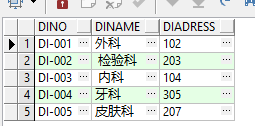 DINO DINAME DIADRESS
1 DI-001 外科 ··· 102 ···
2 DI-002 检验科 ··· 203 ···
3 DI-003 内科 ··· 104 ···
4 DI-004 牙科 ··· 305 ···
5 DI-005 皮肤科 ··· 207 ···